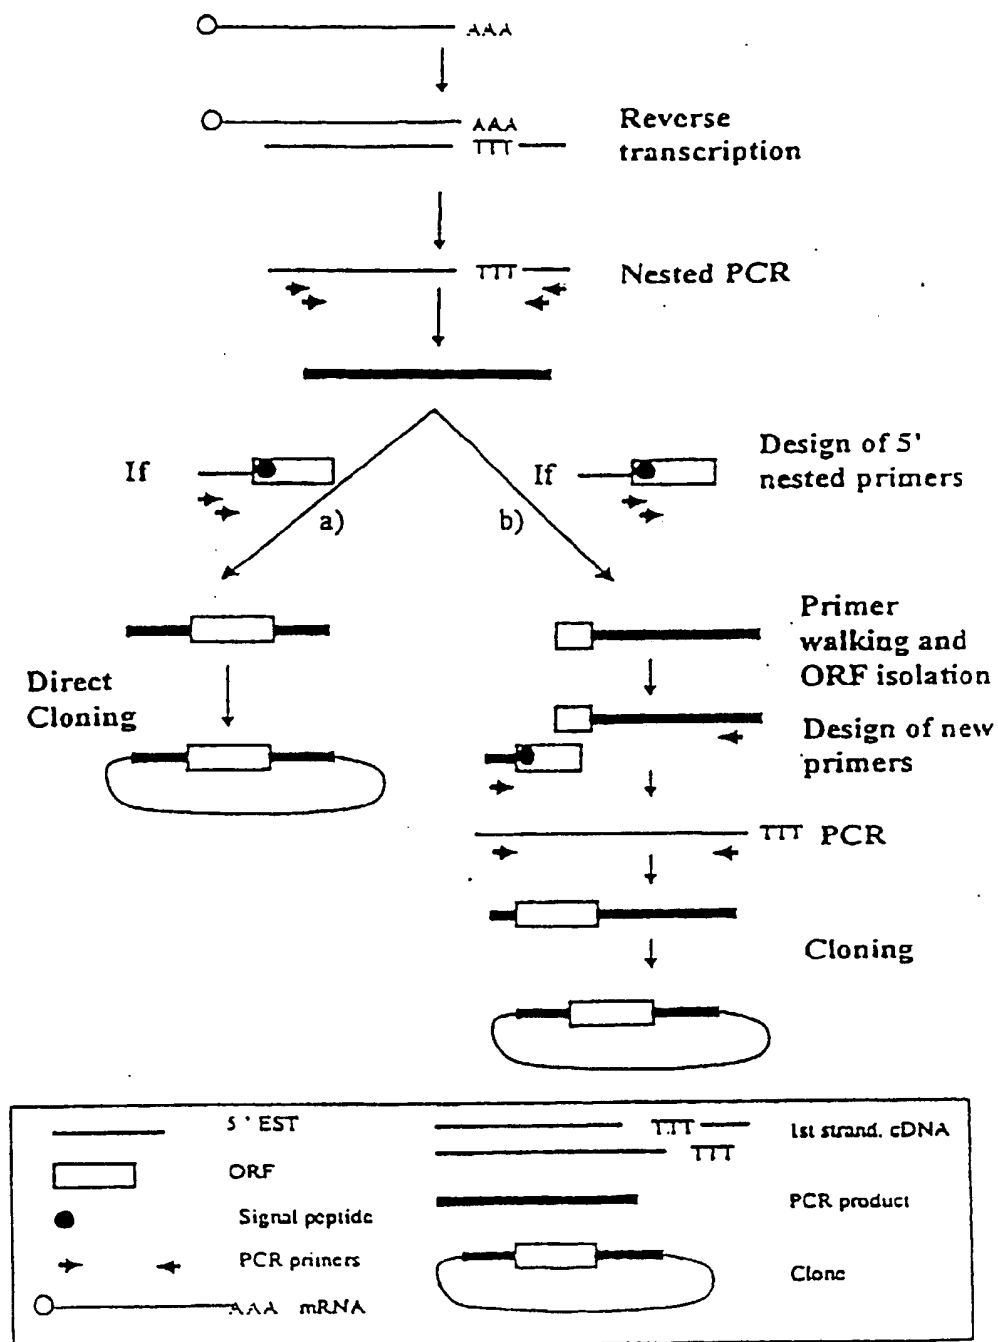 AAA
AAA
TTT
Reverse
transcription
TTT
Nested PCR
If
If
Design of 5'
nested primers
a)
b)
Primer
walking and
ORF isolation
Direct
Cloning
Design of new
primers
TTT PCR
Cloning
5' EST
TTT
1st strand. cDNA
TTT
ORF
Signal peptide
PCR product
PCR primers
Clone
AAA mRNA